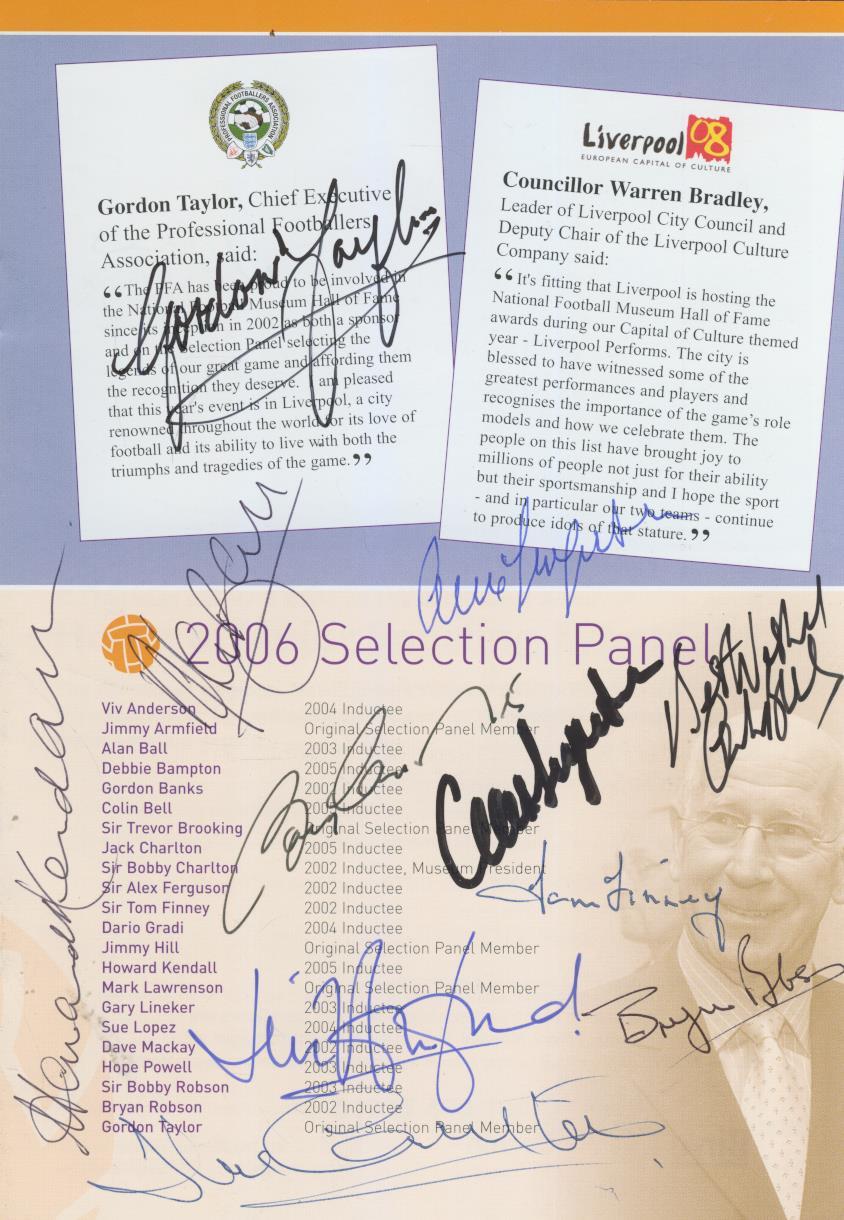 PROFESSIONAL FOOTBALLERS ASSOCIATION
Gordon Taylor, Chief Executive
of the Professional Footballers
Association, said:
“The PFA has been proud to be involved in
the National Football Museum Hall of Fame
since its inception in 2002 as both a sponsor
and on the Selection Panel selecting the
legends of our great game and affording them
the recognition they deserve. I am pleased
that this year's event is in Liverpool, a city
renowned throughout the world for its love of
football and its ability to live with both the
triumphs and tragedies of the game.”
Liverpool 08
EUROPEAN CAPITAL OF CULTURE
Councillor Warren Bradley,
Leader of Liverpool City Council and
Deputy Chair of the Liverpool Culture
Company said:
“It's fitting that Liverpool is hosting the
National Football Museum Hall of Fame
awards during our Capital of Culture themed
year - Liverpool Performs. The city is
blessed to have witnessed some of the
greatest performances and players and
recognises the importance of the game's role
models and how we celebrate them. The
people on this list have brought joy to
millions of people not just for their ability
but their sportsmanship and I hope the sport
- and in particular our two teams - continue
to produce idols of that stature.”
Gordon Taylor
2006 Selection Panel
Viv Anderson 2004 Inductee
Jimmy Armfield Original Selection Panel Member
Alan Ball 2003 Inductee
Debbie Bampton 2005 Inductee
Gordon Banks 2002 Inductee
Colin Bell 2005 Inductee
Sir Trevor Brooking Original Selection Panel Member
Jack Charlton 2005 Inductee
Sir Bobby Charlton 2002 Inductee, Museum President
Sir Alex Ferguson 2002 Inductee
Sir Tom Finney 2002 Inductee
Dario Gradi 2004 Inductee
Jimmy Hill Original Selection Panel Member
Howard Kendall 2005 Inductee
Mark Lawrenson Original Selection Panel Member
Gary Lineker 2003 Inductee
Sue Lopez 2004 Inductee
Dave Mackay 2002 Inductee
Hope Powell 2003 Inductee
Sir Bobby Robson 2003 Inductee
Bryan Robson 2002 Inductee
Gordon Taylor Original Selection Panel Member
Howard Kendall
Best Wishes
Tom Finney